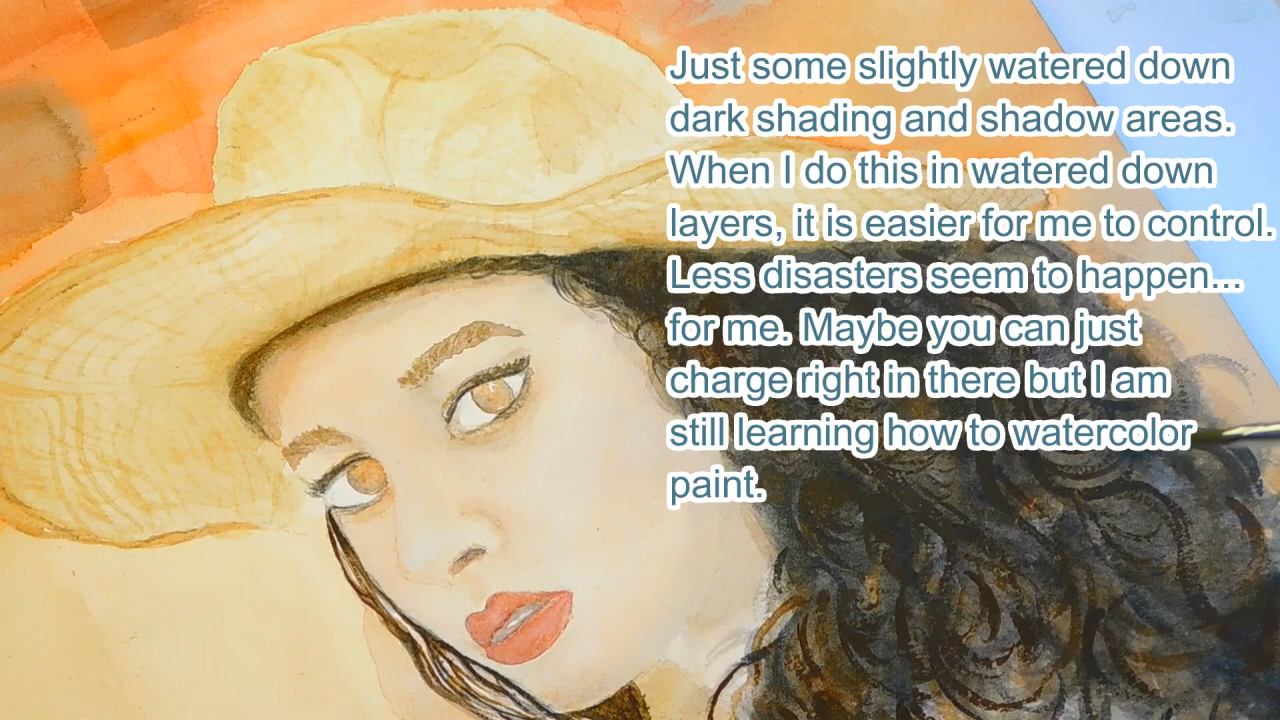 Just some slightly watered down
dark shading and shadow areas.
When I do this in watered down
layers, it is easier for me to control.
Less disasters seem to happen...
for me. Maybe you can just
charge right in there but I am
still learning how to watercolor
paint.